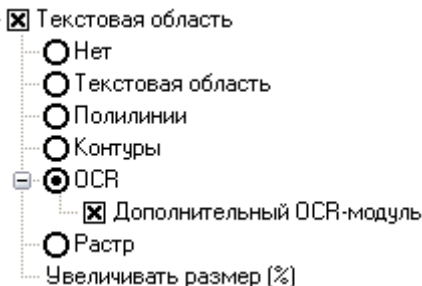 Текстовая область
Нет
Текстовая область
Полилинии
Контуры
OCR
Дополнительный OCR-модуль
Растр
Увеличивать размер (%)